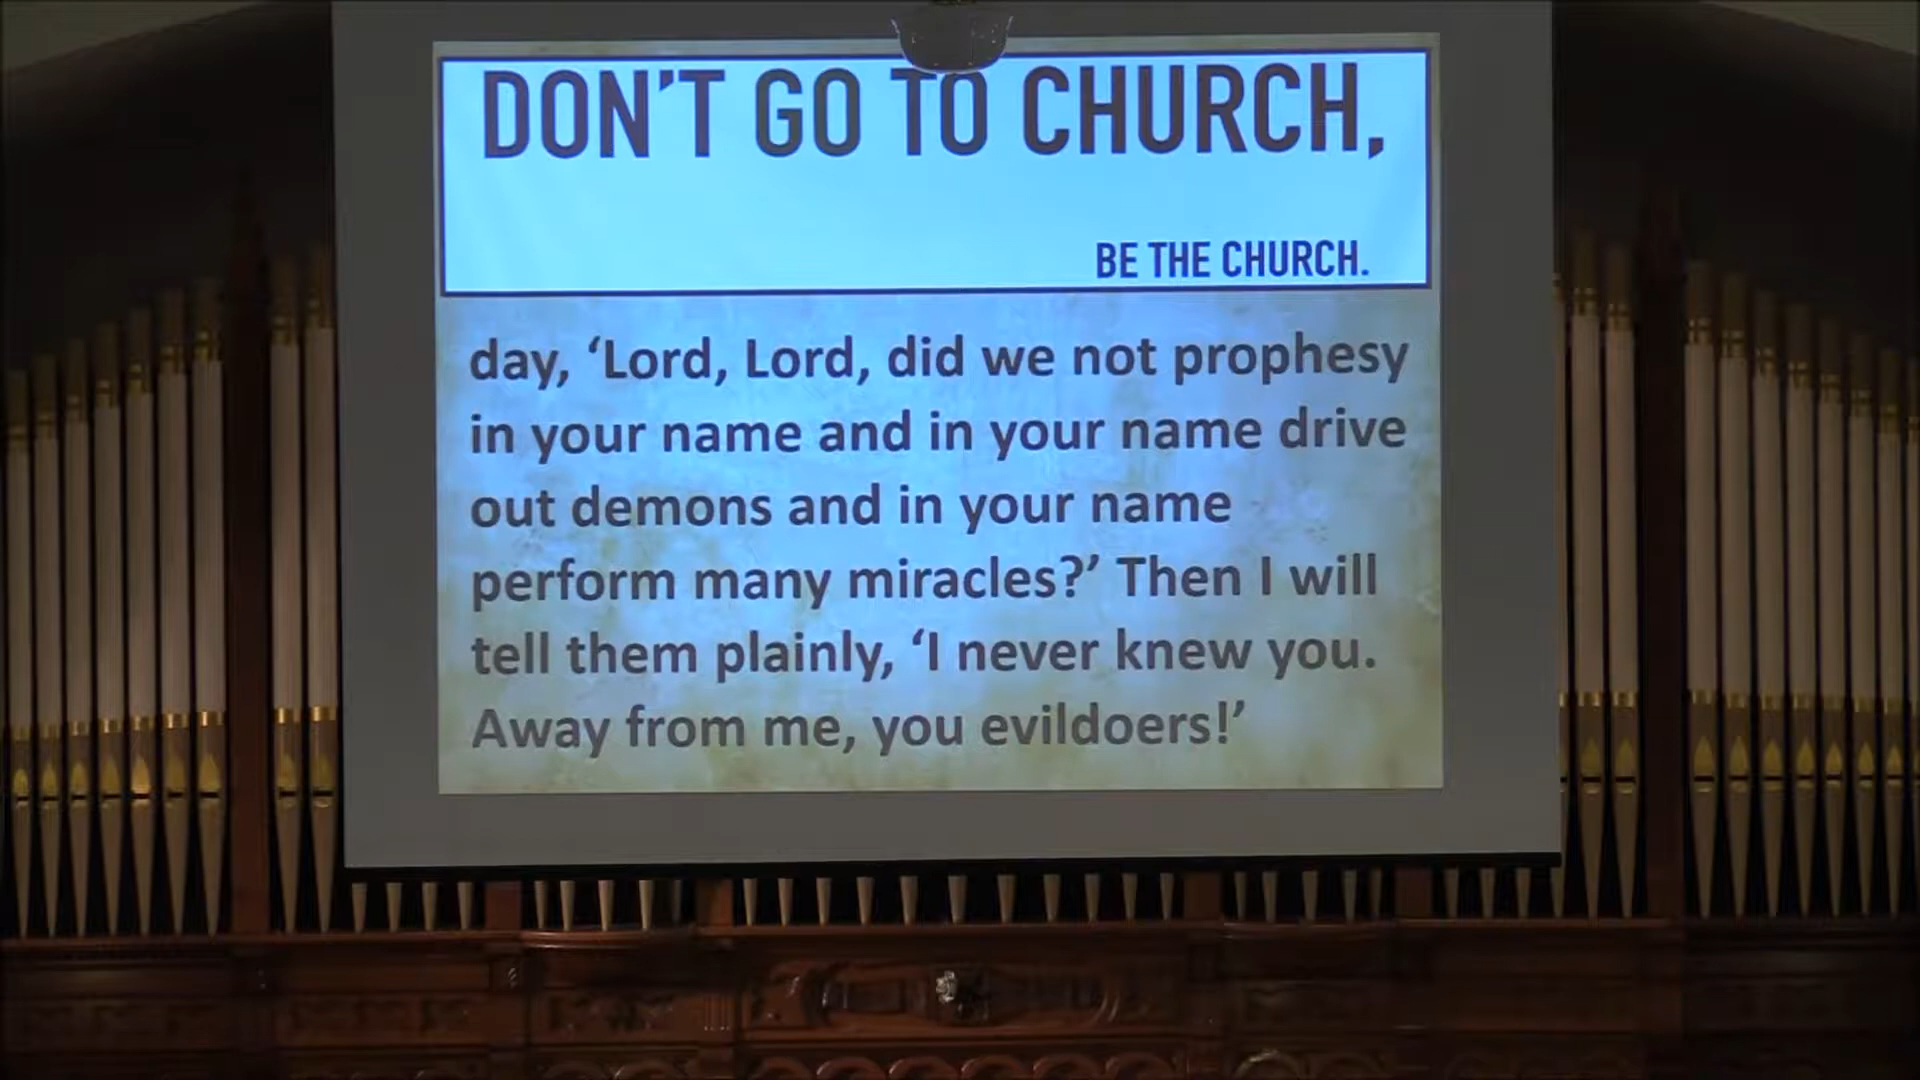 DON'T GO TO CHURCH,
BE THE CHURCH.
day, ‘Lord, Lord, did we not prophesy
in your name and in your name drive
out demons and in your name
perform many miracles?’ Then I will
tell them plainly, ‘I never knew you.
Away from me, you evildoers!’